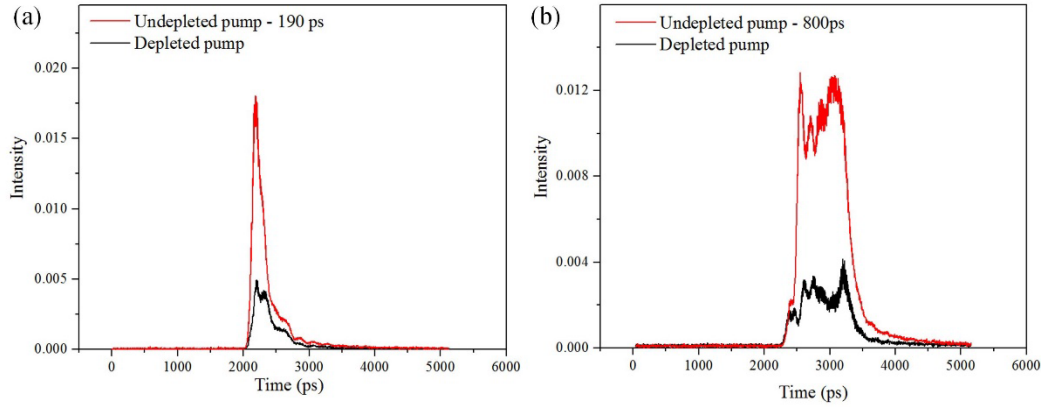 (a)
Undepleted pump - 190 ps
Depleted pump
0.020
0.015
0.010
0.005
0.000
Intensity
0
1000
2000
3000
4000
5000
6000
Time (ps)
(b)
Undepleted pump - 800ps
Depleted pump
0.012
0.008
0.004
0.000
Intensity
0
1000
2000
3000
4000
5000
6000
Time (ps)